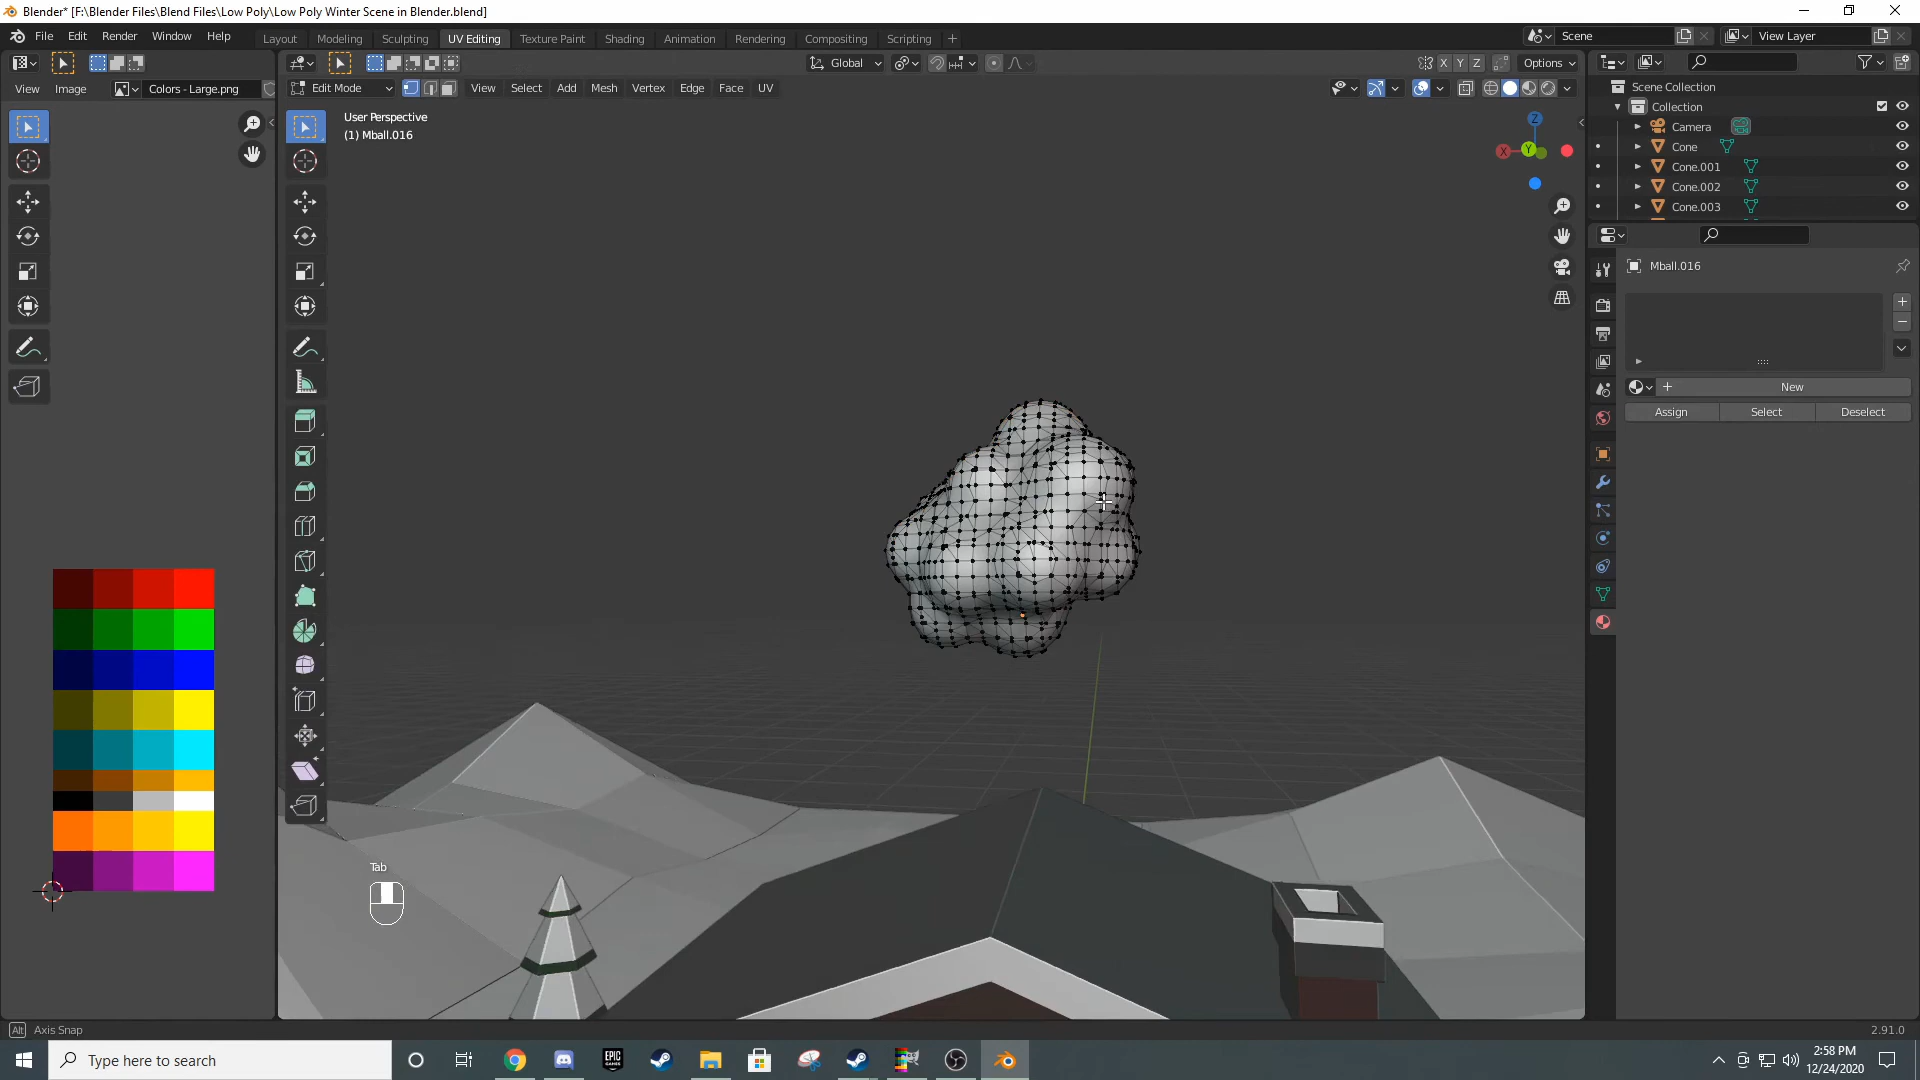 Blender* [F:\Blender Files\Blend Files\Low Poly\Low Poly Winter Scene in Blender.blend]
File Edit Render Window Help
Layout Modeling Sculpting UV Editing Texture Paint Shading Animation Rendering Compositing Scripting
Scene
View Layer
Global
X Y Z
Options
View Image
Colors - Large.png
Edit Mode
View Select Add Mesh Vertex Edge Face UV
User Perspective
(1) Mball.016
Z
X
Y
Scene Collection
Collection
Camera
Cone
Cone.001
Cone.002
Cone.003
Mball.016
New
Assign Select Deselect
Tab
Alt Axis Snap
2.91.0
Type here to search
EPIC GAMES
2:58 PM
12/24/2020